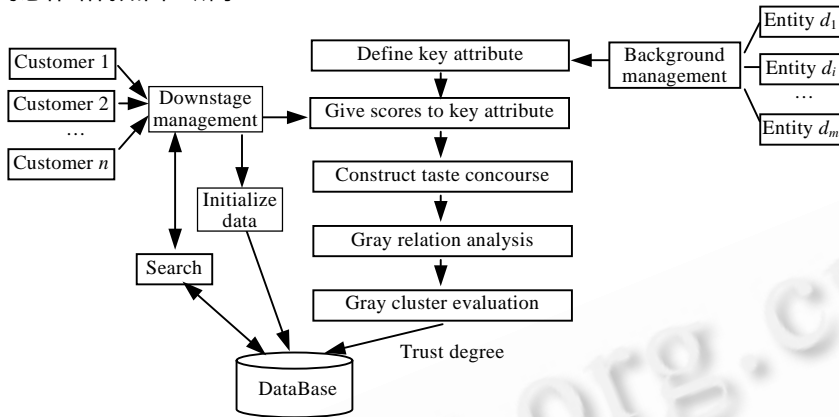 Define key attribute
Background
management
Entity d1
Entity di
…
Entity dm
Customer 1
Customer 2
…
Customer n
Downstage
management
Give scores to key attribute
Construct taste concourse
Initialize
data
Gray relation analysis
Search
Gray cluster evaluation
Trust degree
DataBase